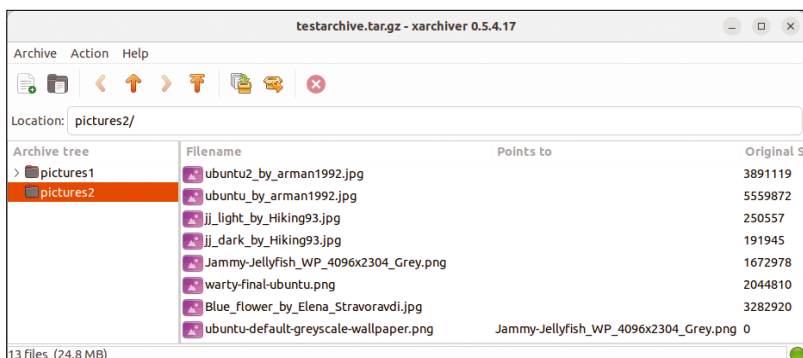 testarchive.tar.gz - xarchiver 0.5.4.17
Archive Action Help
Location: pictures2/
Archive tree Filename Points to Original S
pictures1 ubuntu2_by_arman1992.jpg 3891119
pictures2 ubuntu_by_arman1992.jpg 5559872
jj_light_by_Hiking93.jpg 250557
jj_dark_by_Hiking93.jpg 191945
Jammy-Jellyfish_WP_4096x2304_Grey.png 1672978
warty-final-ubuntu.png 2044810
Blue_flower_by_Elena_Stravoravdi.jpg 3282920
ubuntu-default-greyscale-wallpaper.png Jammy-Jellyfish_WP_4096x2304_Grey.png 0
13 files (24.8 MB)